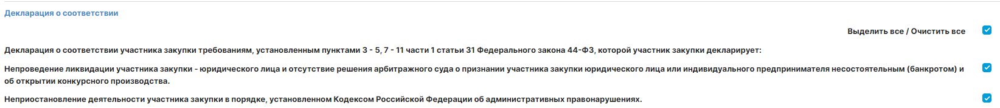 Декларация о соответствии
Выделить все / Очистить все
Декларация о соответствии участника закупки требованиям, установленным пунктами 3 - 5, 7 - 11 части 1 статьи 31 Федерального закона 44-ФЗ, которой участник закупки декларирует:
Непроведение ликвидации участника закупки - юридического лица и отсутствие решения арбитражного суда о признании участника закупки юридического лица или индивидуального предпринимателя несостоятельным (банкротом) и
об открытии конкурсного производства.
Неприостановление деятельности участника закупки в порядке, установленном Кодексом Российской Федерации об административных правонарушениях.